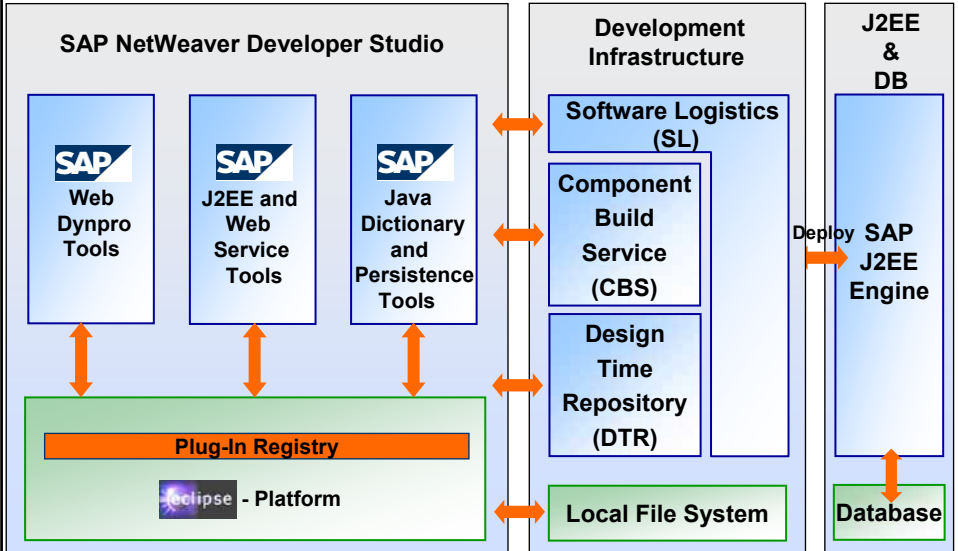 SAP NetWeaver Developer Studio
SAP
Web
Dynpro
Tools
SAP
J2EE and
Web
Service
Tools
SAP
Java
Dictionary
and
Persistence
Tools
Plug-In Registry
eclipse - Platform
Development
Infrastructure
Software Logistics
(SL)
Component
Build
Service
(CBS)
Design
Time
Repository
(DTR)
Local File System
Deploy
J2EE
&
DB
SAP
J2EE
Engine
Database